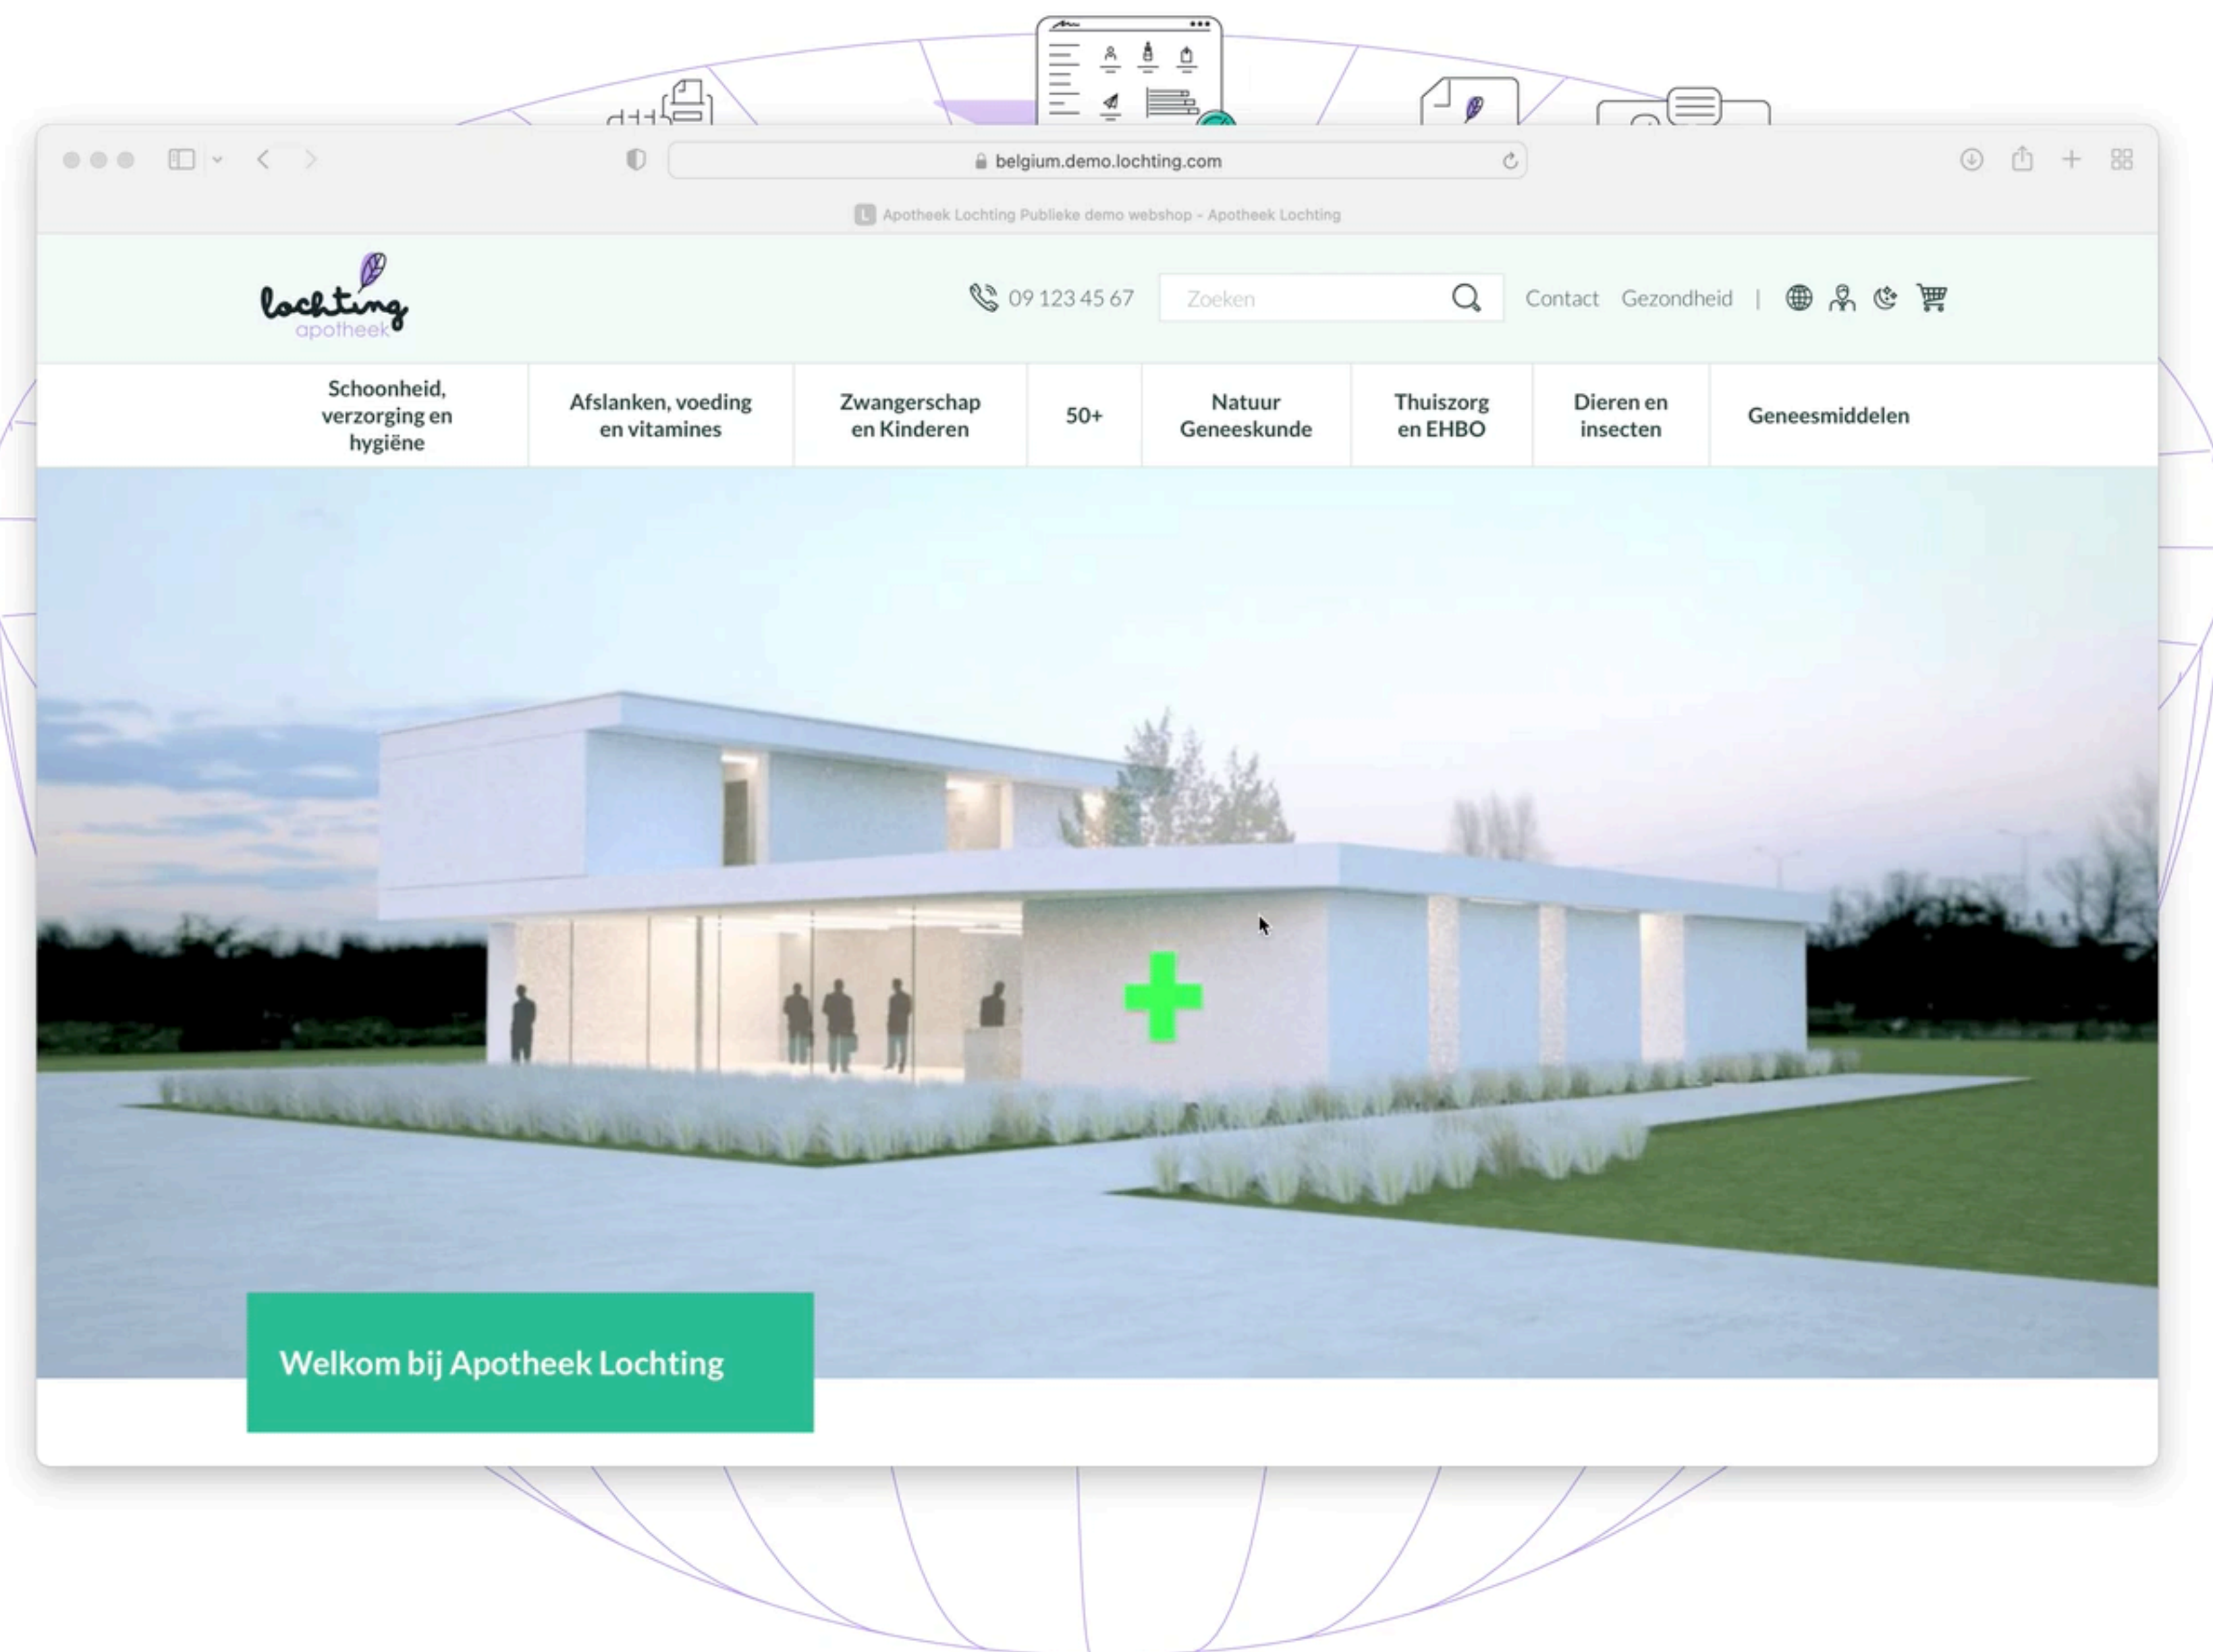 belgium.demo.lochting.com
L Apotheek Lochting Publieke demo webshop - Apotheek Lochting
lochting
apotheek
09 123 45 67
Zoeken
Contact
Gezondheid
|
Schoonheid,
verzorging en
hygiëne
Afslanken, voeding
en vitamines
Zwangerschap
en Kinderen
50+
Natuur
Geneeskunde
Thuiszorg
en EHBO
Dieren en
insecten
Geneesmiddelen
Welkom bij Apotheek Lochting